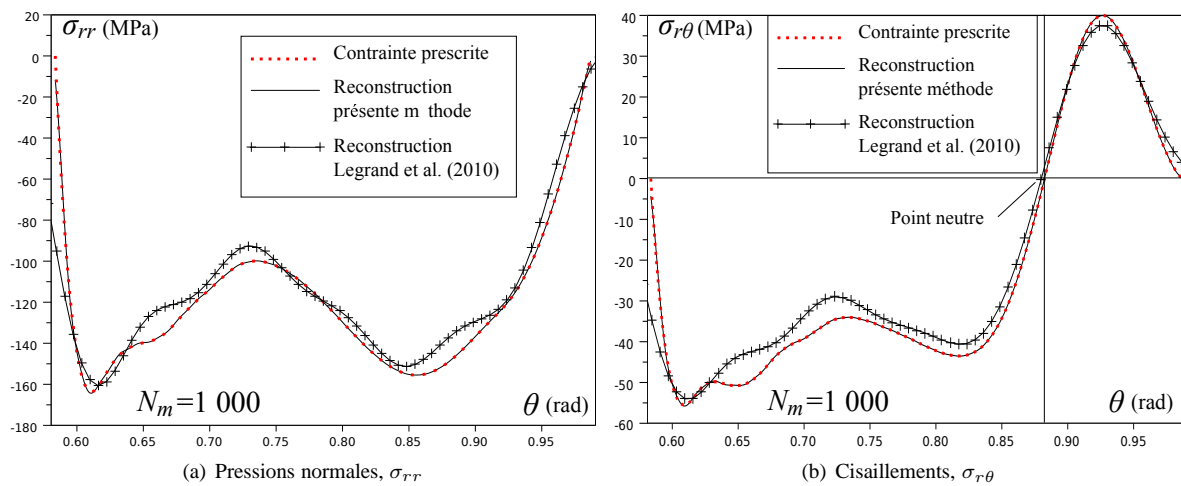 σrr (MPa)
20
0
-20
-40
-60
-80
-100
-120
-140
-160
-180
Contrainte prescrite
Reconstruction
présente m thode
Reconstruction
Legrand et al. (2010)
Nm=1 000
θ (rad)
0.60 0.65 0.70 0.75 0.80 0.85 0.90 0.95
(a) Pressions normales, σrr
σrθ (MPa)
40
30
20
10
0
-10
-20
-30
-40
-50
-60
Contrainte prescrite
Reconstruction
présente méthode
Reconstruction
Legrand et al. (2010)
Point neutre
Nm=1 000
θ (rad)
0.60 0.65 0.70 0.75 0.80 0.85 0.90 0.95
(b) Cisaillements, σrθ